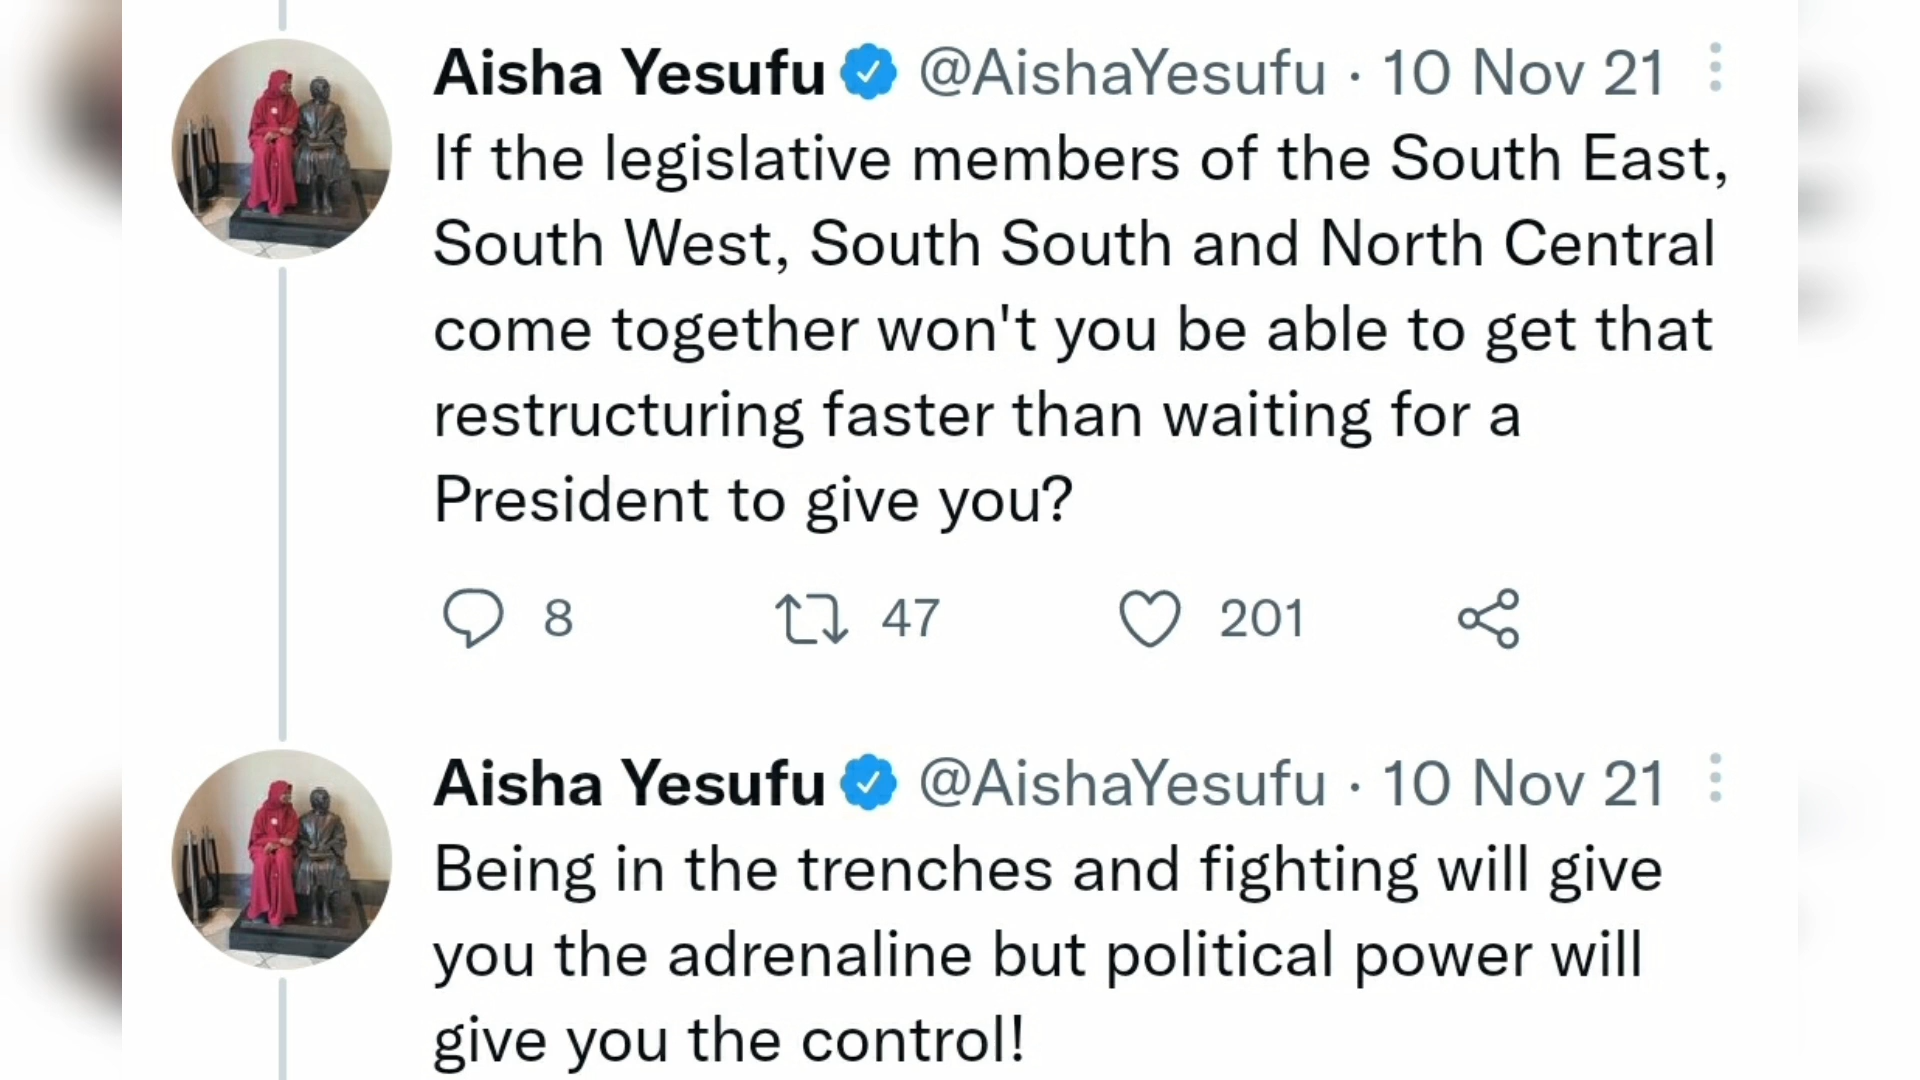 Aisha Yesufu @AishaYesufu · 10 Nov 21
If the legislative members of the South East,
South West, South South and North Central
come together won't you be able to get that
restructuring faster than waiting for a
President to give you?
8 47 201
Aisha Yesufu @AishaYesufu · 10 Nov 21
Being in the trenches and fighting will give
you the adrenaline but political power will
give you the control!